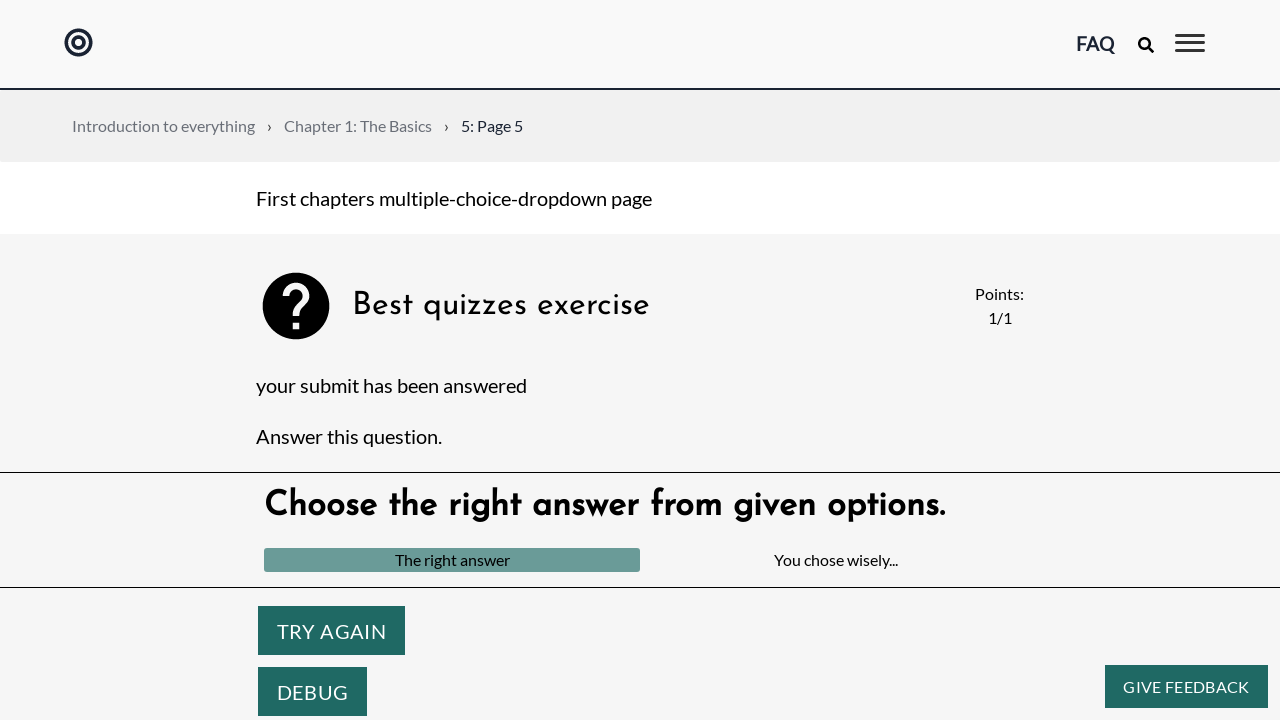 FAQ
Introduction to everything › Chapter 1: The Basics › 5: Page 5
First chapters multiple-choice-dropdown page
Best quizzes exercise
Points:
1/1
your submit has been answered
Answer this question.
Choose the right answer from given options.
The right answer
You chose wisely...
TRY AGAIN
DEBUG
GIVE FEEDBACK